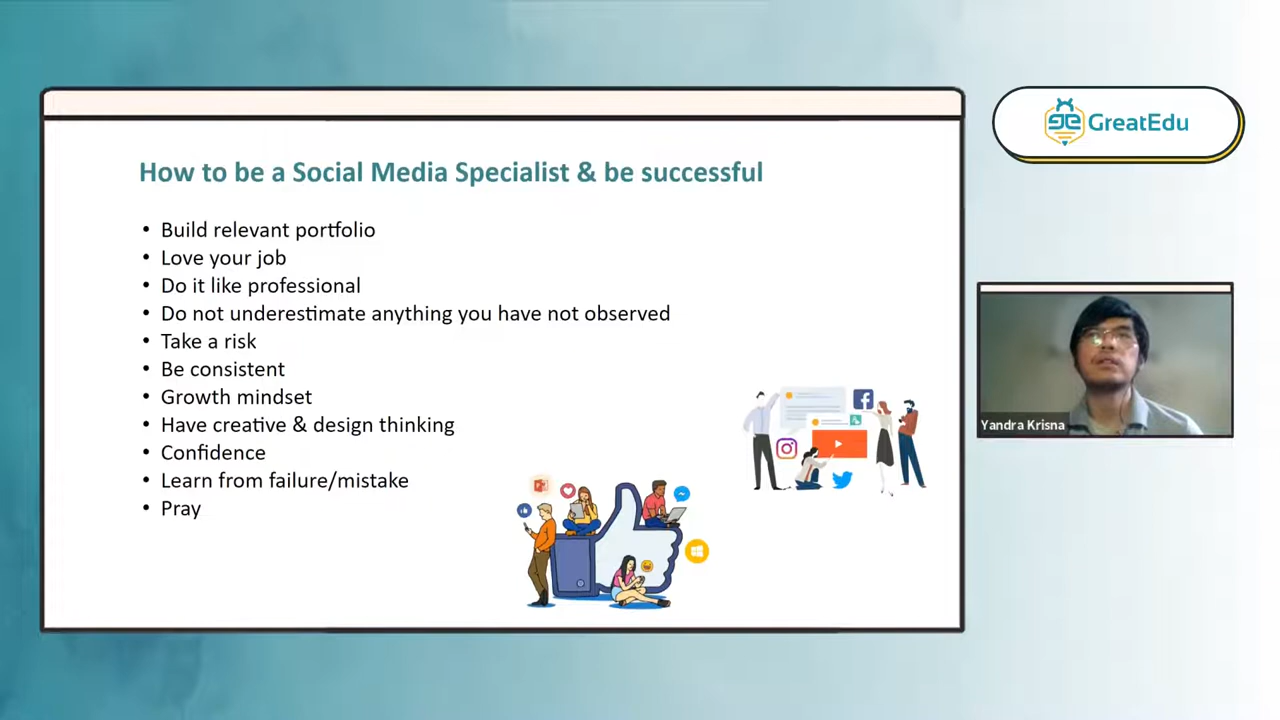 GreatEdu
How to be a Social Media Specialist & be successful
• Build relevant portfolio
• Love your job
• Do it like professional
• Do not underestimate anything you have not observed
• Take a risk
• Be consistent
• Growth mindset
• Have creative & design thinking
• Confidence
• Learn from failure/mistake
• Pray
Yandra Krisna